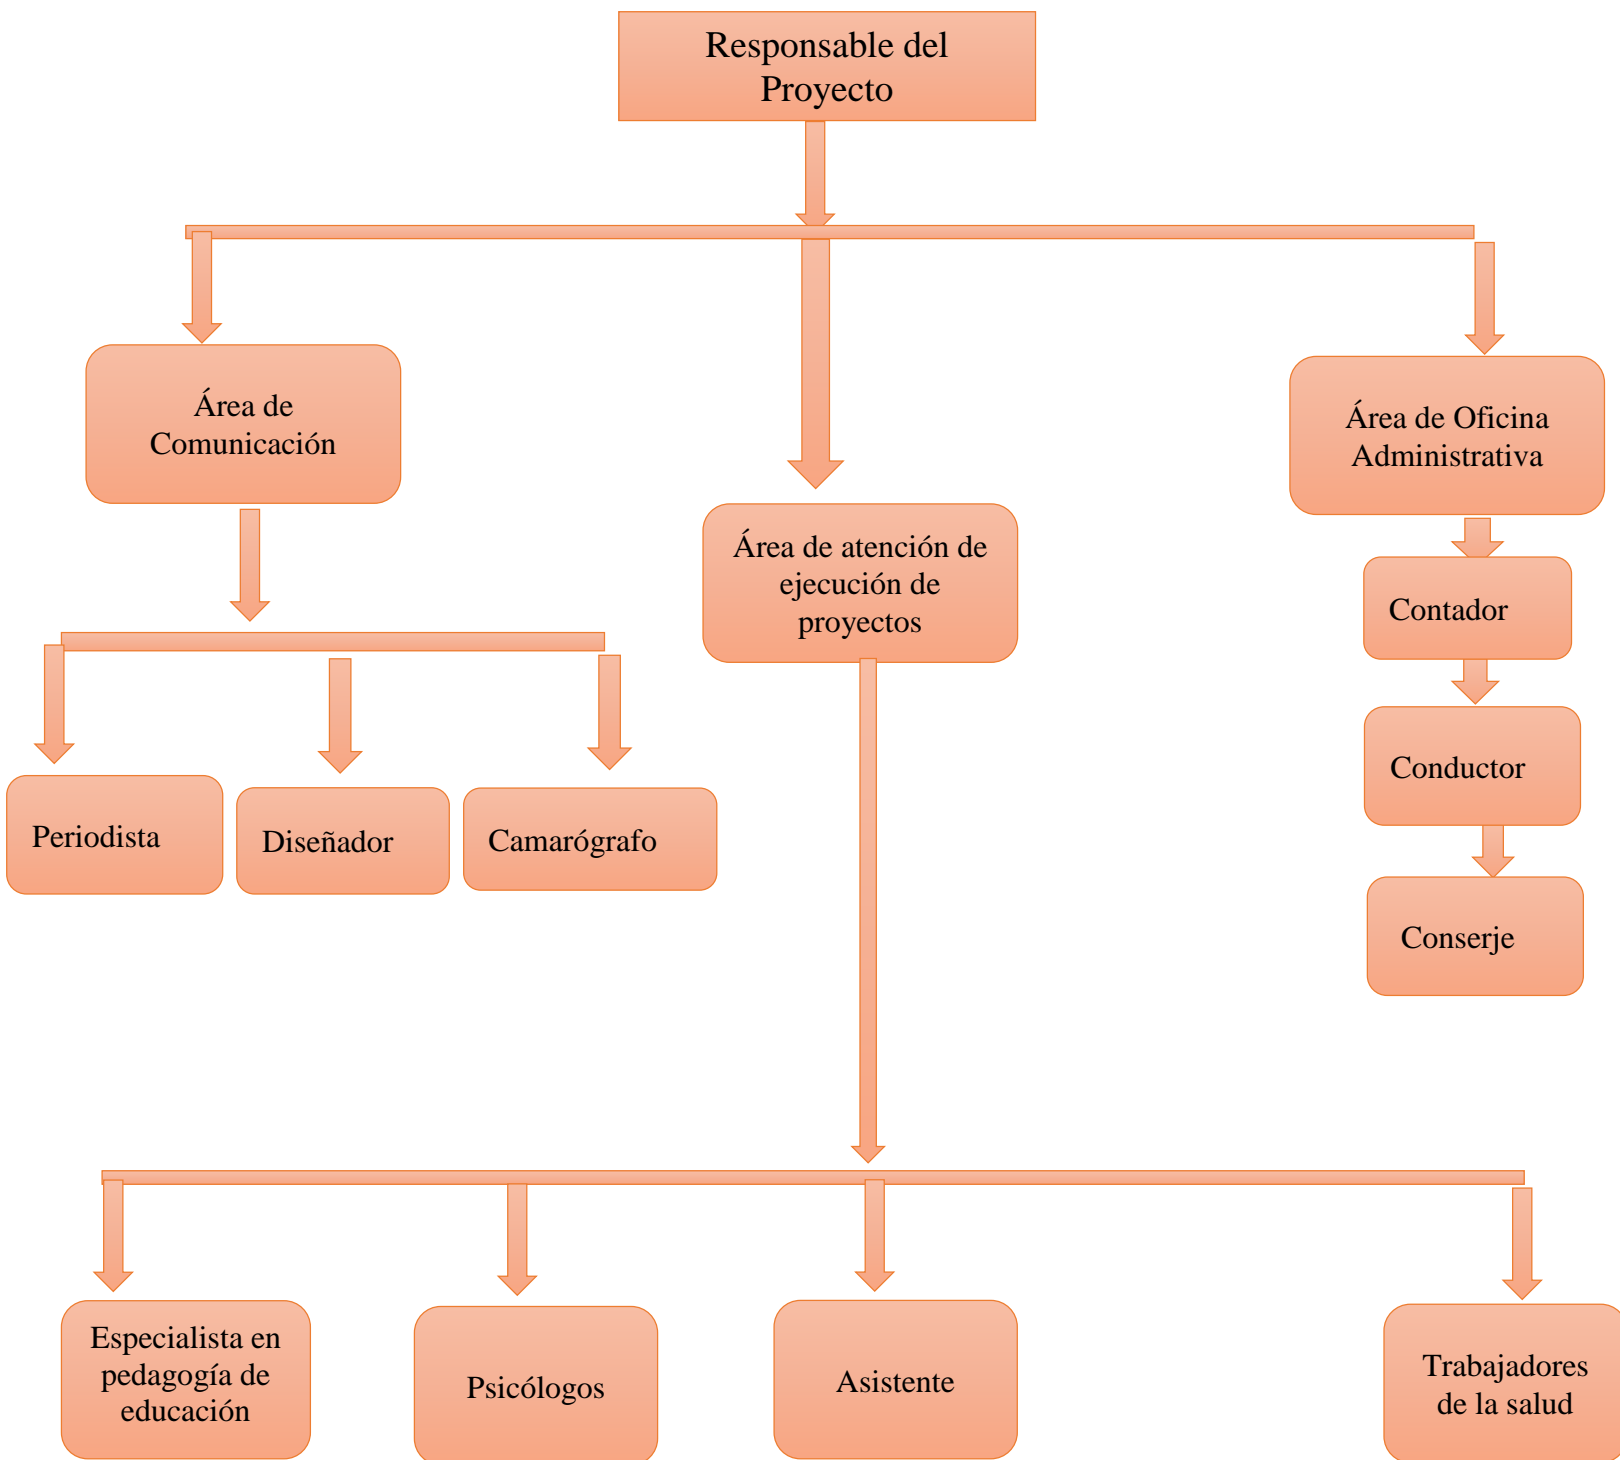 Responsable del
Proyecto
Área de
Comunicación
Área de Oficina
Administrativa
Área de atención de
ejecución de
proyectos
Contador
Conductor
Periodista
Diseñador
Camarógrafo
Conserje
Especialista en
pedagogía de
educación
Psicólogos
Asistente
Trabajadores
de la salud